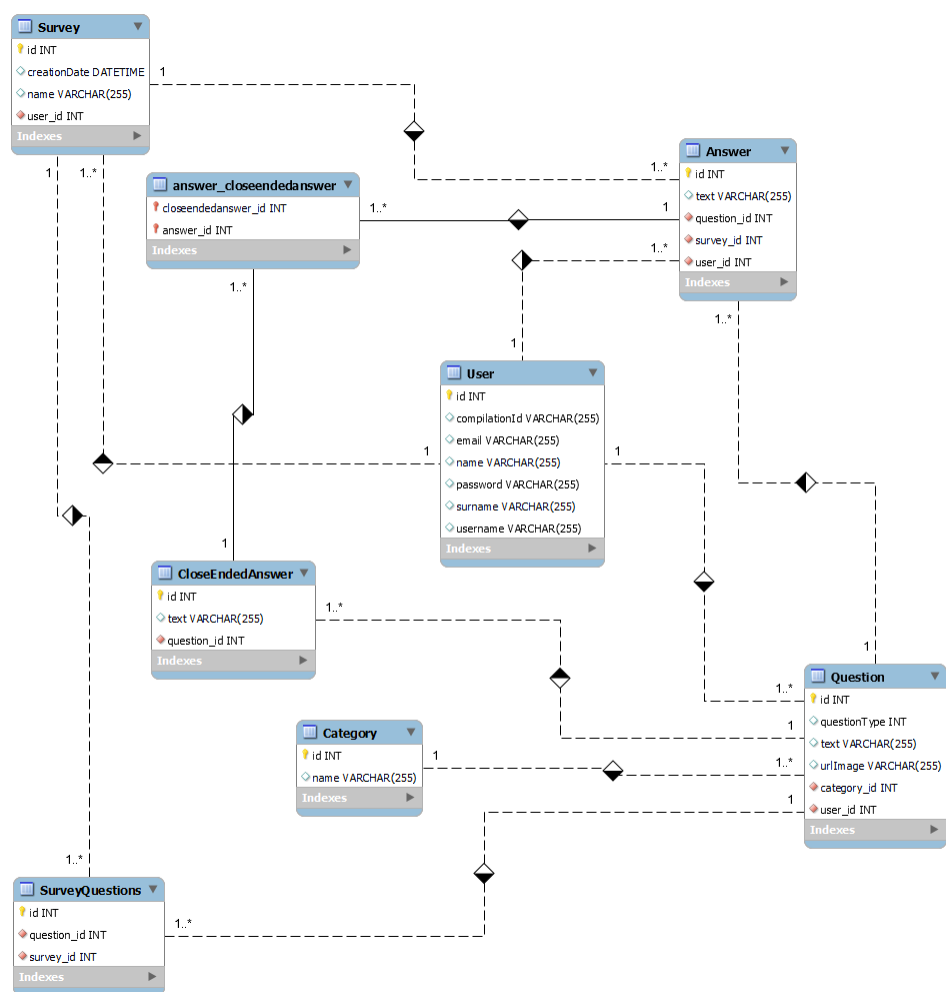 Survey
id INT
creationDate DATETIME
name VARCHAR(255)
user_id INT
Indexes
1
1
1..*
1..*
Answer
id INT
text VARCHAR(255)
question_id INT
survey_id INT
user_id INT
Indexes
answer_closeendedanswer
closeendedanswer_id INT
answer_id INT
Indexes
1..*
1
1..*
1..*
1..*
1
User
id INT
compilationId VARCHAR(255)
email VARCHAR(255)
name VARCHAR(255)
password VARCHAR(255)
surname VARCHAR(255)
username VARCHAR(255)
Indexes
1
1
1
CloseEndedAnswer
id INT
text VARCHAR(255)
question_id INT
Indexes
1..*
1
Question
id INT
questionType INT
text VARCHAR(255)
urlImage VARCHAR(255)
category_id INT
user_id INT
Indexes
1..*
1
1..*
1
Category
id INT
name VARCHAR(255)
Indexes
1
1..*
SurveyQuestions
id INT
question_id INT
survey_id INT
Indexes
1..*